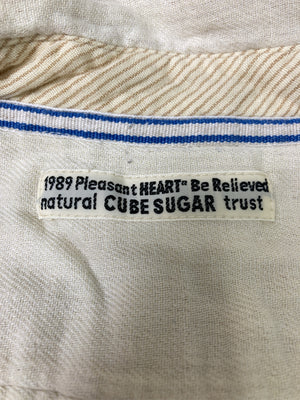 1989 Pleasant HEART" Be Relieved
natural CUBE SUGAR trust